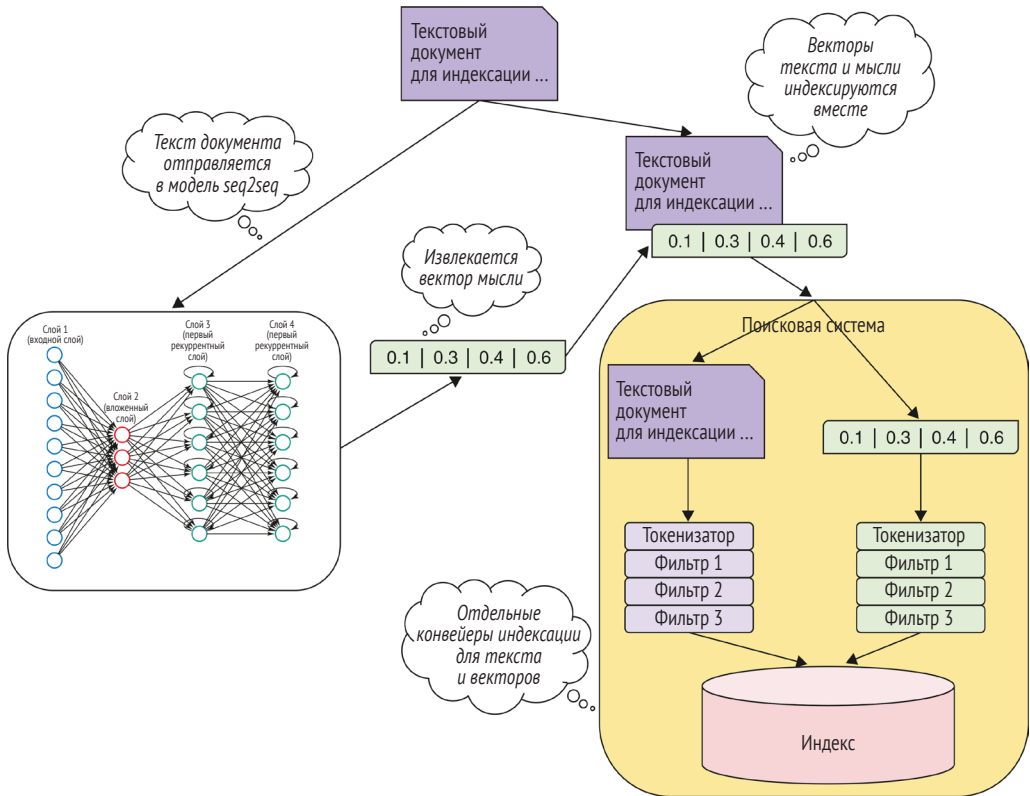 Текстовый
документ
для индексации ...
Векторы
текста и мысли
индексируются
вместе
Текст документа
отправляется
в модель seq2seq
Текстовый
документ
для индексации ...
0.1 | 0.3 | 0.4 | 0.6
Извлекается
вектор мысли
0.1 | 0.3 | 0.4 | 0.6
Слой 1
(входной слой)
Слой 2
(вложенный
слой)
Слой 3
(первый
рекуррентный
слой)
Слой 4
(первый
рекуррентный
слой)
Поисковая система
Текстовый
документ
для индексации ...
0.1 | 0.3 | 0.4 | 0.6
Токенизатор
Фильтр 1
Фильтр 2
Фильтр 3
Токенизатор
Фильтр 1
Фильтр 2
Фильтр 3
Отдельные
конвейеры индексации
для текста
и векторов
Индекс